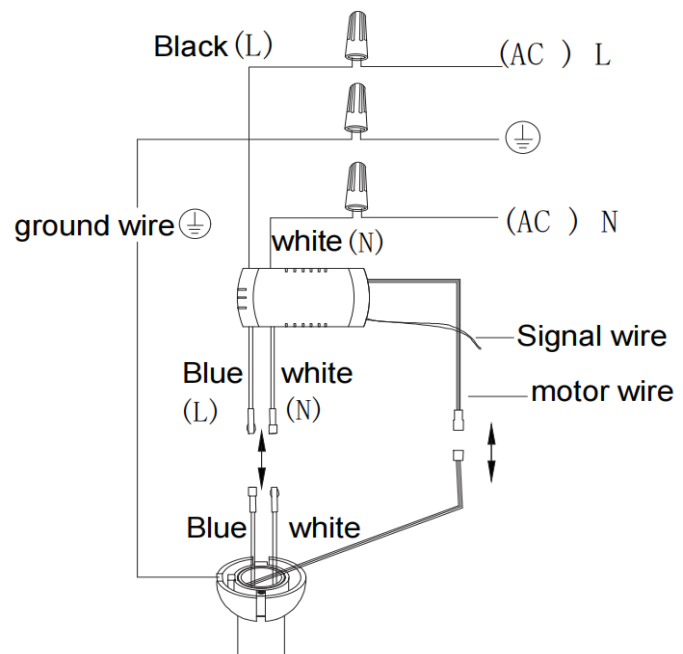 Black (L)
(AC ) L
ground wire
white (N)
(AC ) N
Signal wire
Blue
(L)
white
(N)
motor wire
Blue
white